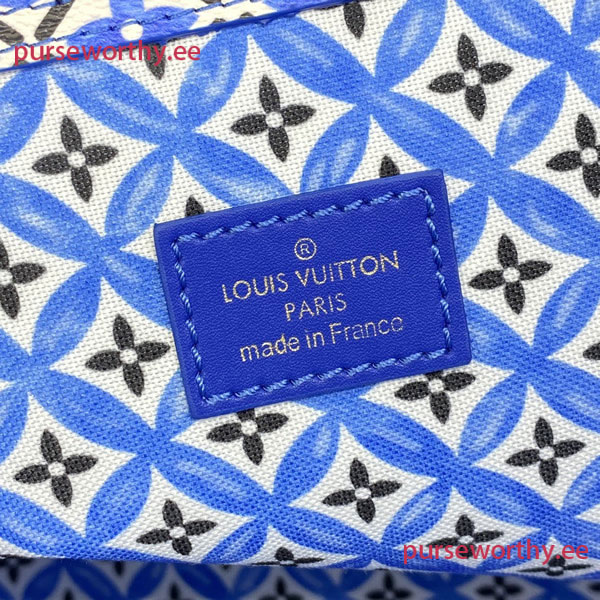 purseworthy.ee
®
LOUIS VUITTON
PARIS
made in France
purseworthy.ee